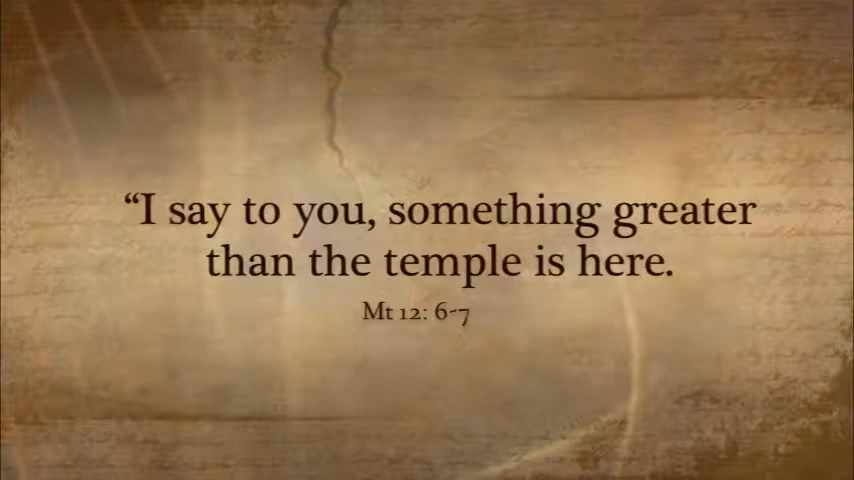 “I say to you, something greater
than the temple is here.
Mt 12: 6-7